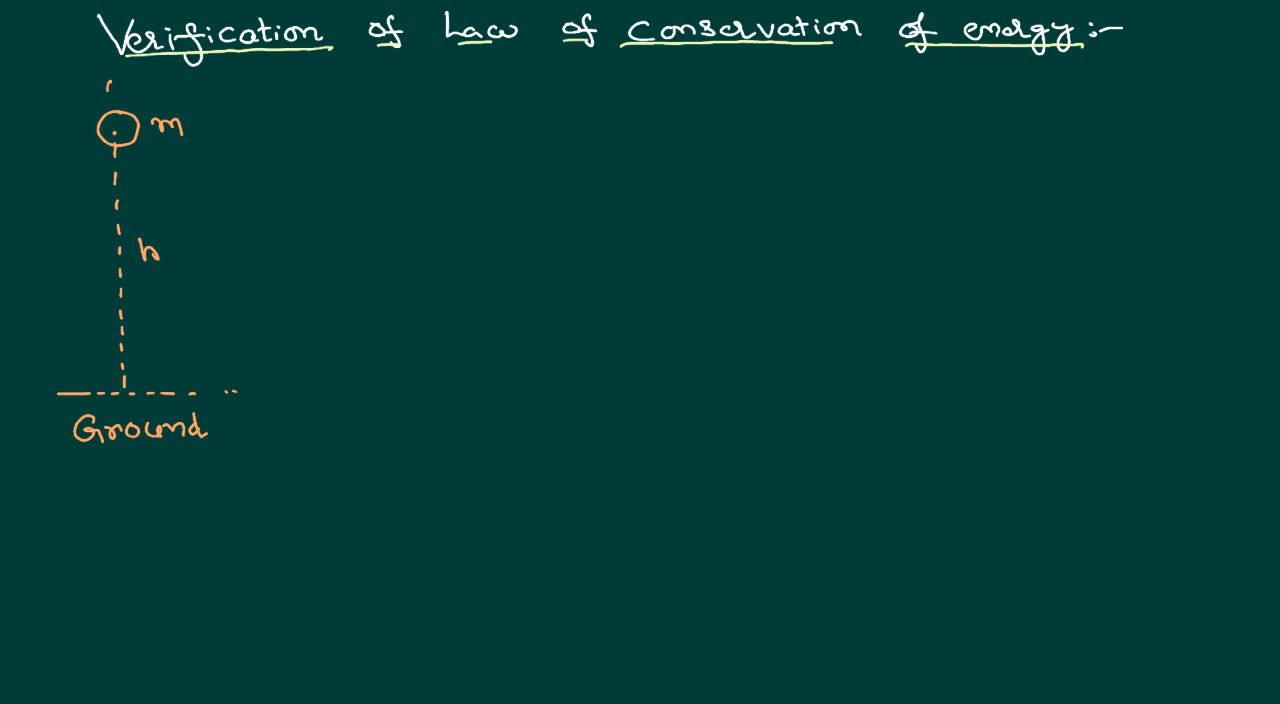 Verification of Law of Conservation of energy :-
m
h
Ground